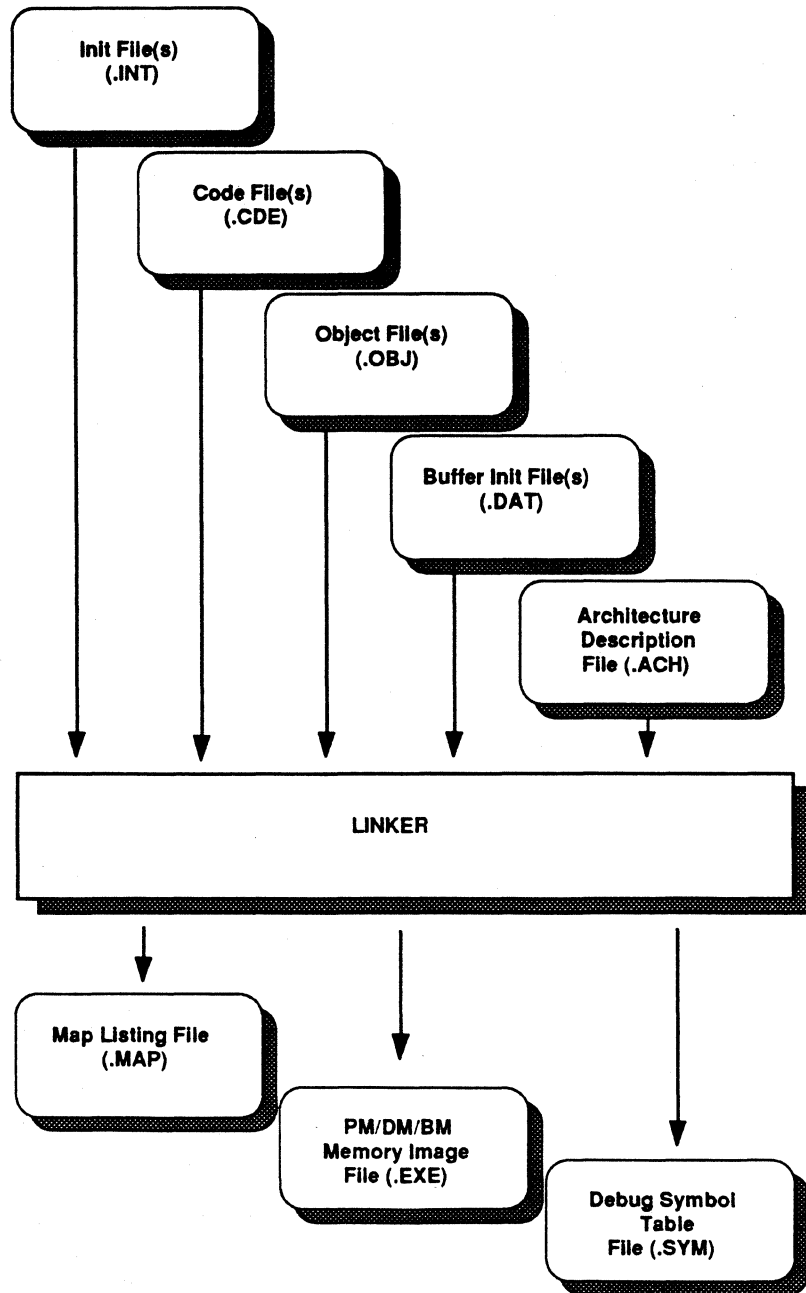 Init File(s)
(.INT)
Code File(s)
(.CDE)
Object File(s)
(.OBJ)
Buffer Init File(s)
(.DAT)
Architecture
Description
File (.ACH)
LINKER
Map Listing File
(.MAP)
PM/DM/BM
Memory Image
File (.EXE)
Debug Symbol
Table
File (.SYM)